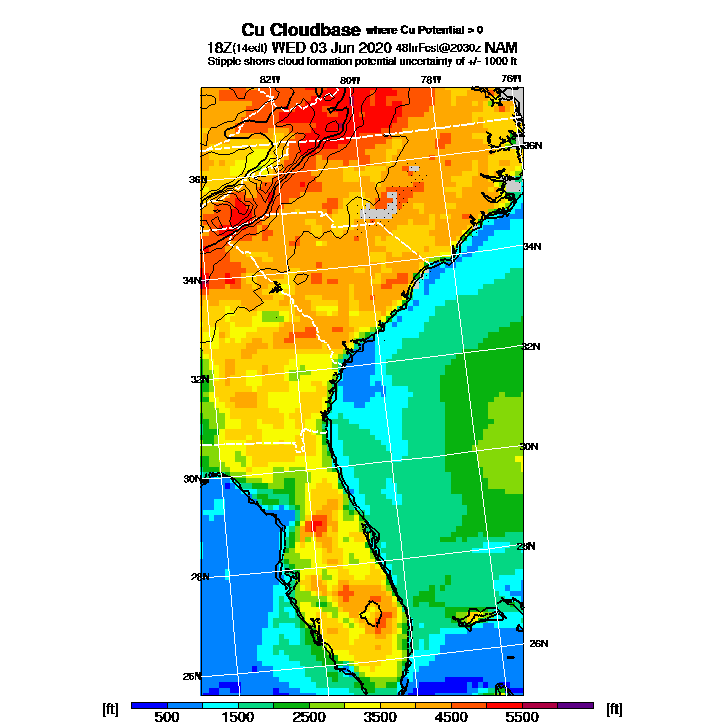 Cu Cloudbase where Cu Potential > 0
18Z(14edt) WED 03 Jun 2020 48hrFcst@2030z NAM
Stipple shows cloud formation potential uncertainty of +/- 1000 ft
82W 80W 78W 76W
36N
36N
34N
34N
32N
32N
30N
30N
28N
28N
26N
26N
[ft] 500 1500 2500 3500 4500 5500 [ft]